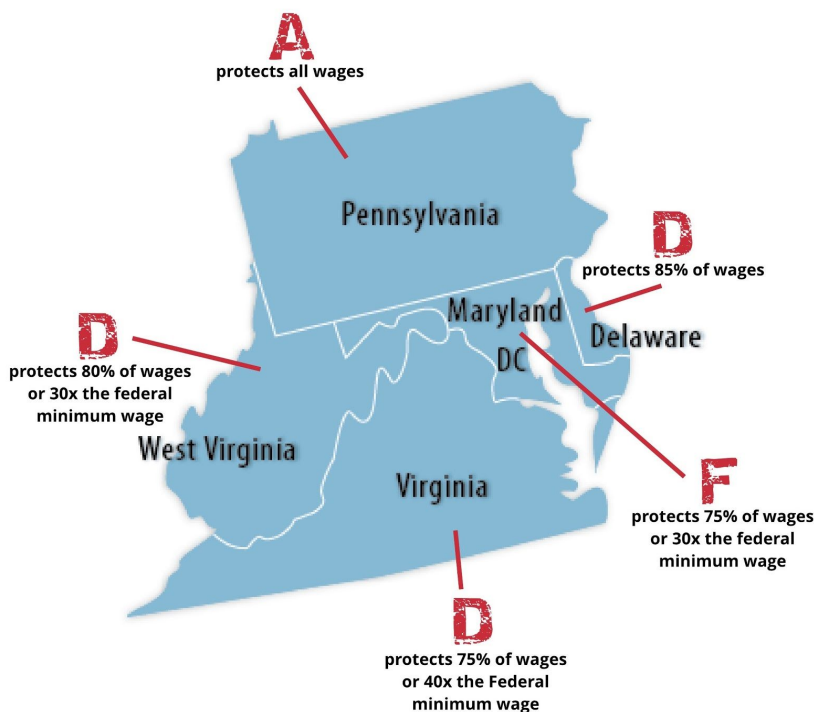 A
protects all wages
Pennsylvania
D
protects 85% of wages
Maryland
Delaware
DC
D
protects 80% of wages
or 30x the federal
minimum wage
West Virginia
Virginia
F
protects 75% of wages
or 30x the federal
minimum wage
D
protects 75% of wages
or 40x the Federal
minimum wage